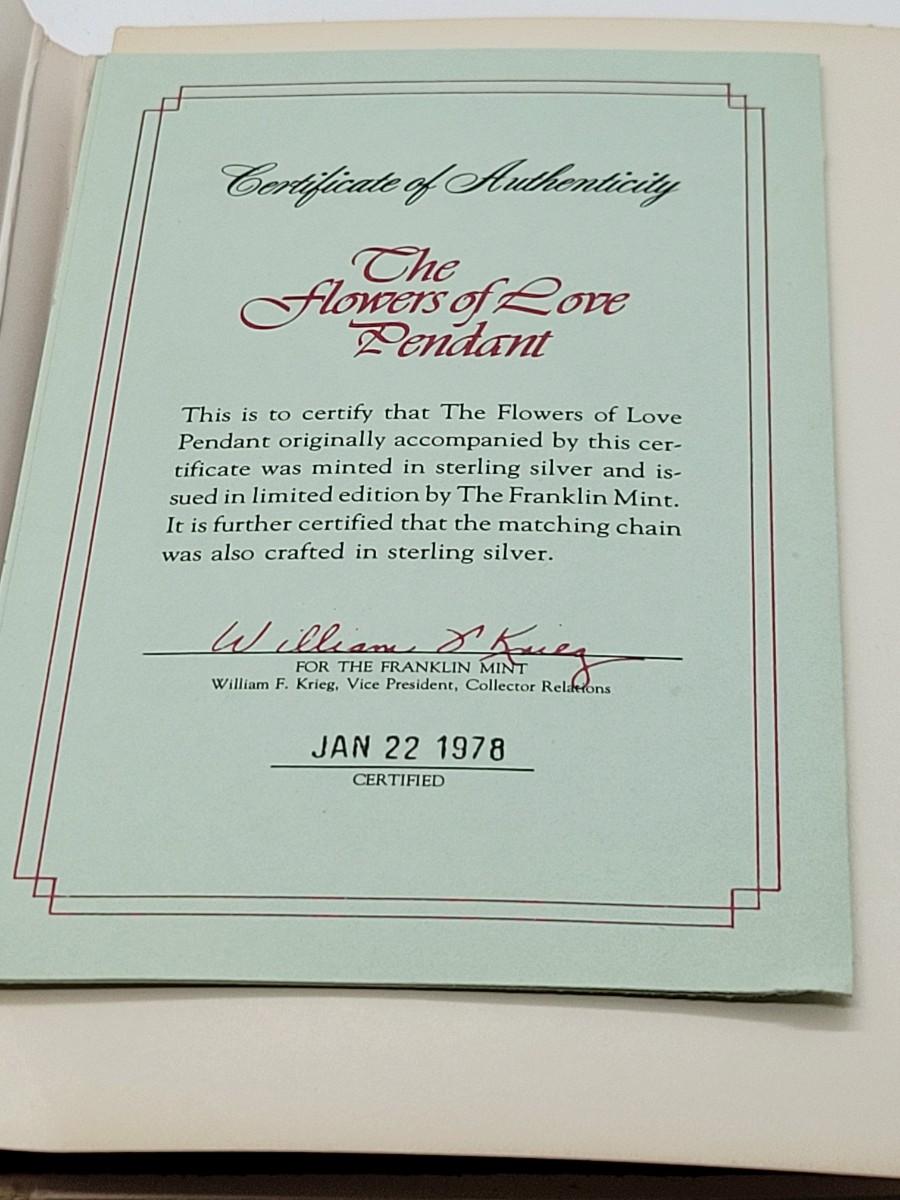 Certificate of Authenticity
The
Flowers of Love
Pendant
This is to certify that The Flowers of Love
Pendant originally accompanied by this cer-
tificate was minted in sterling silver and is-
sued in limited edition by The Franklin Mint.
It is further certified that the matching chain
was also crafted in sterling silver.
William F Krieg
FOR THE FRANKLIN MINT
William F. Krieg, Vice President, Collector Relations
JAN 22 1978
CERTIFIED